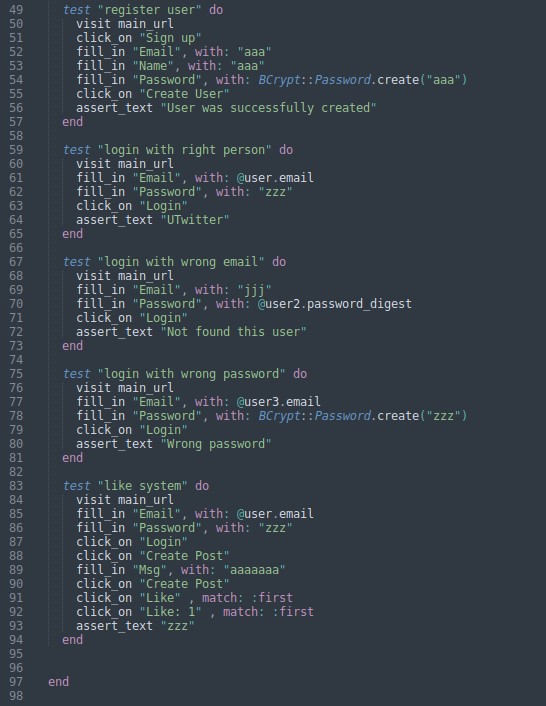 49 test "register user" do
50 visit main_url
51 click_on "Sign up"
52 fill_in "Email", with: "aaa"
53 fill_in "Name", with: "aaa"
54 fill_in "Password", with: BCrypt::Password.create("aaa")
55 click_on "Create User"
56 assert_text "User was successfully created"
57 end
58
59 test "login with right person" do
60 visit main_url
61 fill_in "Email", with: @user.email
62 fill_in "Password", with: "zzz"
63 click_on "Login"
64 assert_text "UTwitter"
65 end
66
67 test "login with wrong email" do
68 visit main_url
69 fill_in "Email", with: "jjj"
70 fill_in "Password", with: @user2.password_digest
71 click_on "Login"
72 assert_text "Not found this user"
73 end
74
75 test "login with wrong password" do
76 visit main_url
77 fill_in "Email", with: @user3.email
78 fill_in "Password", with: BCrypt::Password.create("zzz")
79 click_on "Login"
80 assert_text "Wrong password"
81 end
82
83 test "like system" do
84 visit main_url
85 fill_in "Email", with: @user.email
86 fill_in "Password", with: "zzz"
87 click_on "Login"
88 click_on "Create Post"
89 fill_in "Msg", with: "aaaaaaa"
90 click_on "Create Post"
91 click_on "Like" , match: :first
92 click_on "Like: 1" , match: :first
93 assert_text "zzz"
94 end
95
96
97 end
98